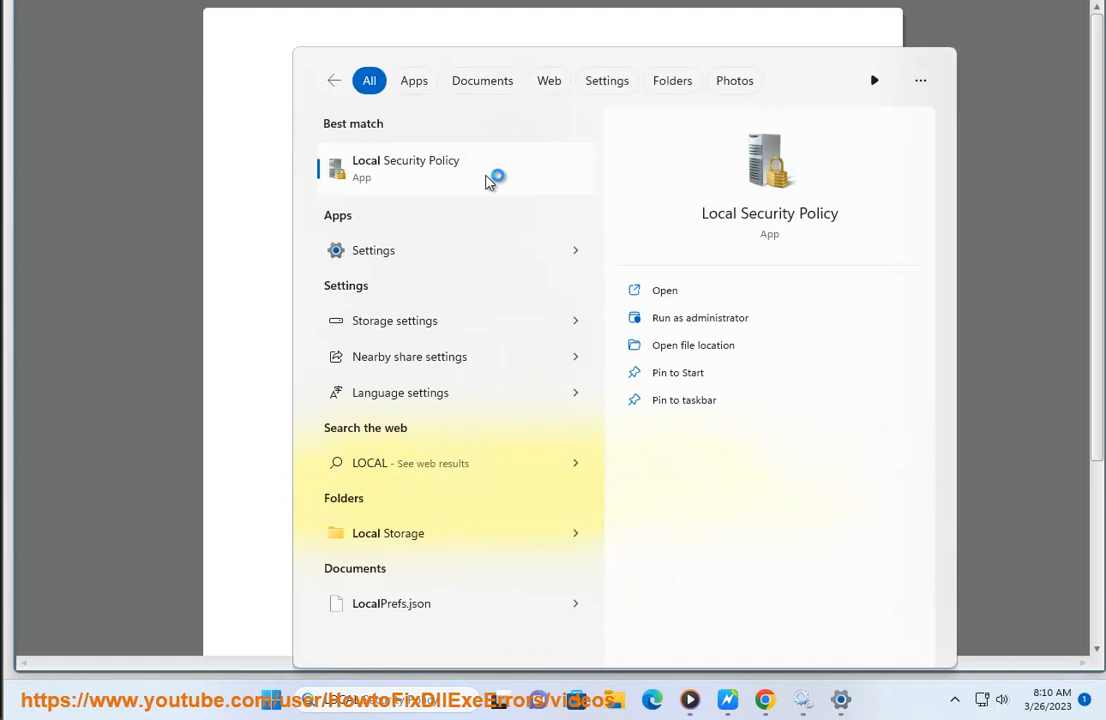 All Apps Documents Web Settings Folders Photos
Best match
Local Security Policy
App
Apps
Settings
Settings
Storage settings
Nearby share settings
Language settings
Search the web
LOCAL - See web results
Folders
Local Storage
Documents
LocalPrefs.json
Local Security Policy
App
Open
Run as administrator
Open file location
Pin to Start
Pin to taskbar
https://www.youtube.com/user/HowtoFixDllExeErrors/videos
8:10 AM
3/26/2023
1